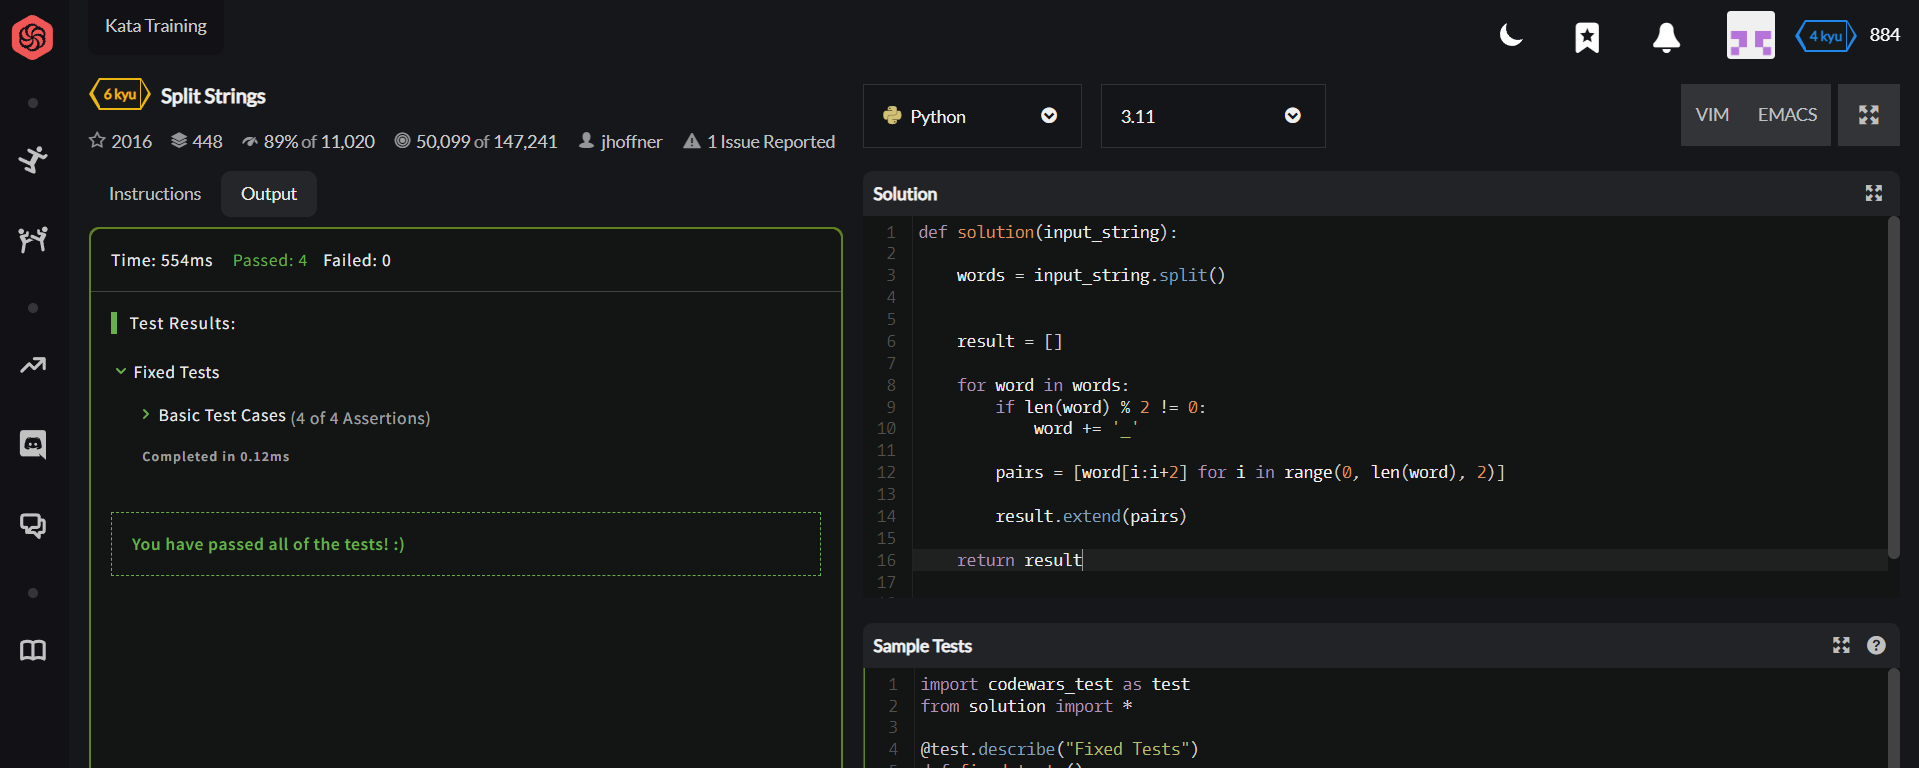 Kata Training
4 kyu 884
6 kyu Split Strings
2016 448 89% of 11,020 50,099 of 147,241 jhoffner 1 Issue Reported
Python 3.11 VIM EMACS
Instructions Output
Time: 554ms Passed: 4 Failed: 0
Test Results:
Fixed Tests
Basic Test Cases (4 of 4 Assertions)
Completed in 0.12ms
You have passed all of the tests! :)
Solution
1 def solution(input_string):
2
3 words = input_string.split()
4
5
6 result = []
7
8 for word in words:
9 if len(word) % 2 != 0:
10 word += '_'
11
12 pairs = [word[i:i+2] for i in range(0, len(word), 2)]
13
14 result.extend(pairs)
15
16 return result
17
Sample Tests
1 import codewars_test as test
2 from solution import *
3
4 @test.describe("Fixed Tests")